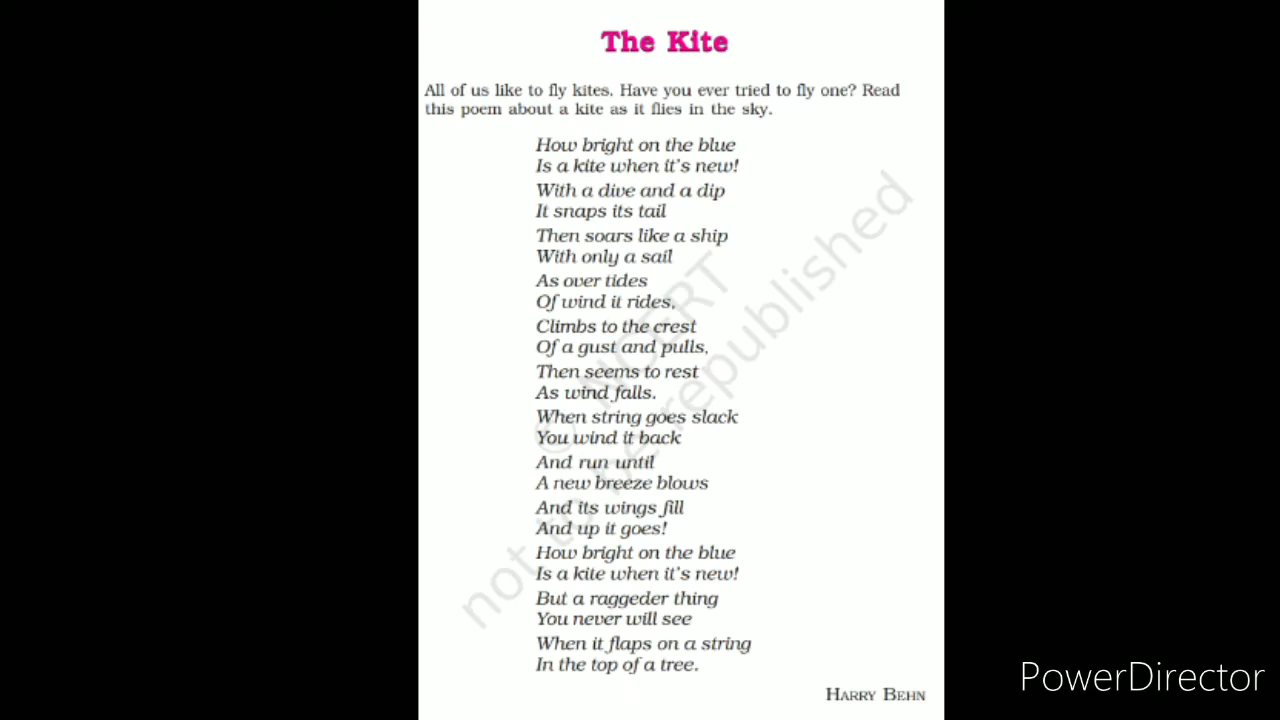 The Kite
All of us like to fly kites. Have you ever tried to fly one? Read
this poem about a kite as it flies in the sky.
How bright on the blue
Is a kite when it's new!
With a dive and a dip
It snaps its tail
Then soars like a ship
With only a sail
As over tides
Of wind it rides,
Climbs to the crest
Of a gust and pulls,
Then seems to rest
As wind falls.
When string goes slack
You wind it back
And run until
A new breeze blows
And its wings fill
And up it goes!
How bright on the blue
Is a kite when it's new!
But a raggeder thing
You never will see
When it flaps on a string
In the top of a tree.
HARRY BEHN
© NCERT
not to be republished
PowerDirector